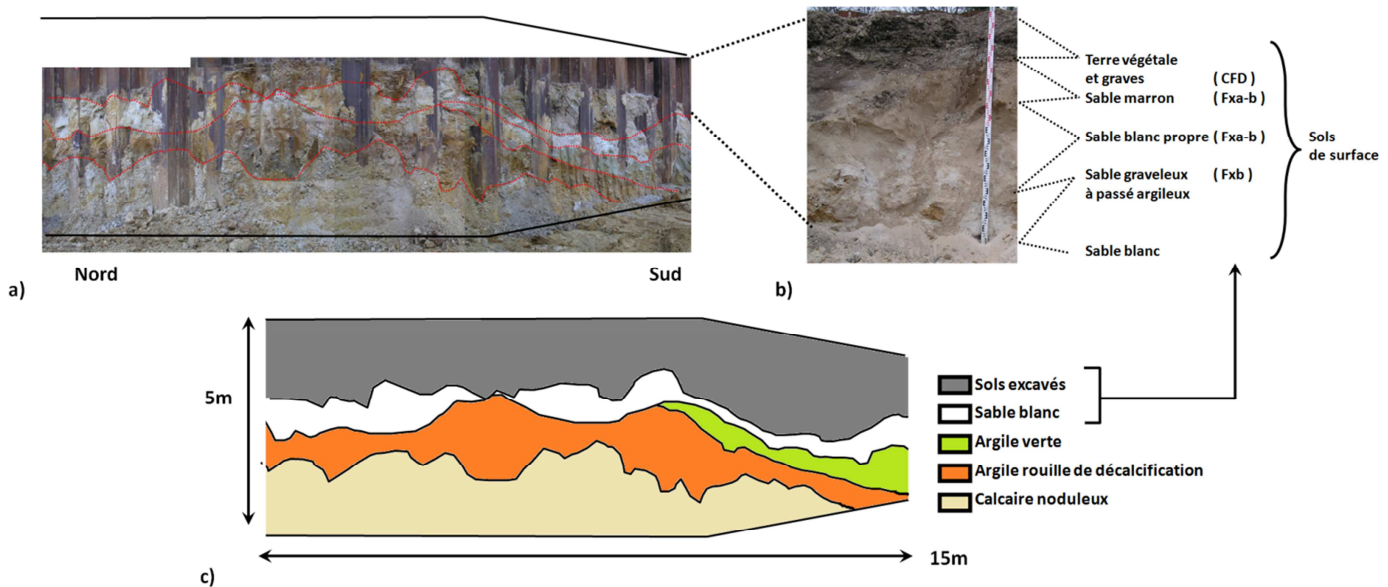 a)
Nord
Sud
b)
Terre végétale
et graves
( CFD )
Sable marron
( Fxa-b )
Sable blanc propre
( Fxa-b )
Sable graveleux
à passé argileux
( Fxb )
Sable blanc
Sols
de surface
5m
15m
c)
Sols excavés
Sable blanc
Argile verte
Argile rouille de décalcification
Calcaire noduleux